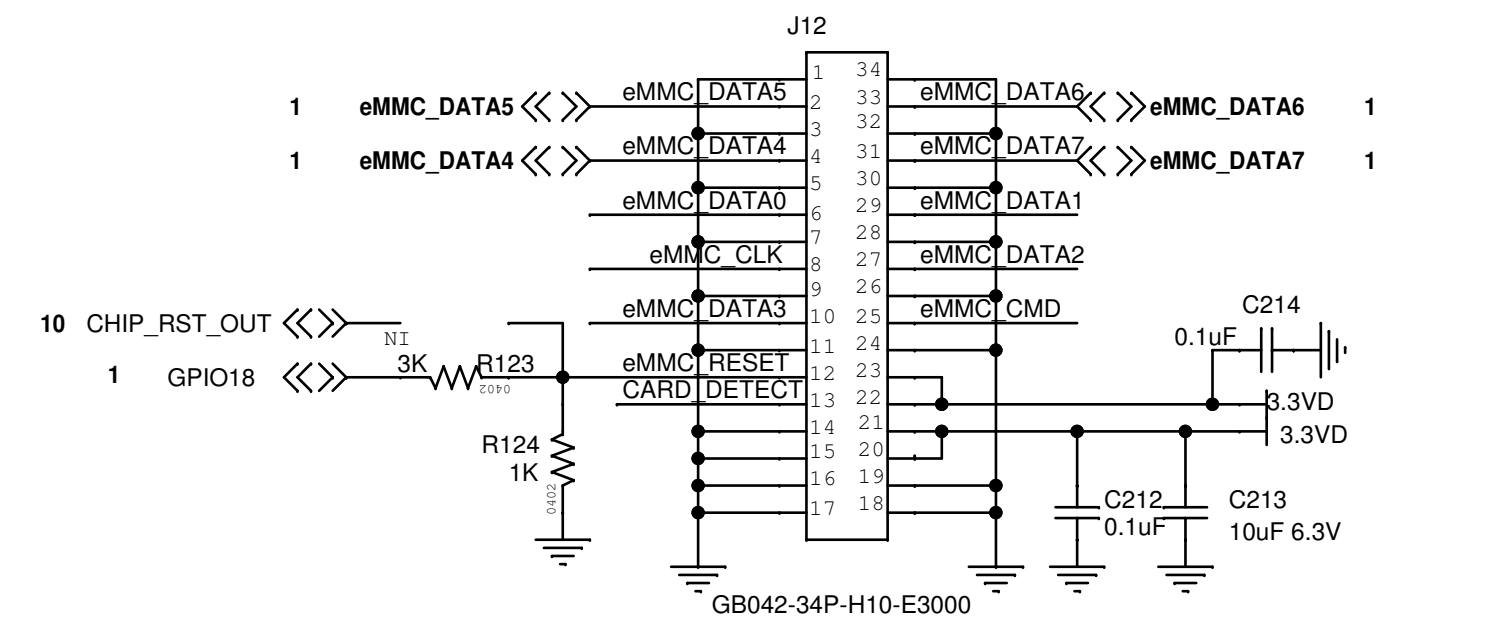 J12
1 34
eMMC_DATA5 eMMC_DATA6
1 eMMC_DATA5 2 33 eMMC_DATA6 1
3 32
eMMC_DATA4 eMMC_DATA7
1 eMMC_DATA4 4 31 eMMC_DATA7 1
5 30
eMMC_DATA0 6 29 eMMC_DATA1
7 28
eMMC_CLK 8 27 eMMC_DATA2
9 26
eMMC_DATA3 10 25 eMMC_CMD
10 CHIP_RST_OUT IN
11 24
1 GPIO18 3K R123 0402 eMMC_RESET 12 23
CARD_DETECT 13 22 3.3VD
C214
0.1uF
14 21 3.3VD
15 20
16 19
17 18
R124
1K
0402
C212
0.1uF
C213
10uF 6.3V
GB042-34P-H10-E3000